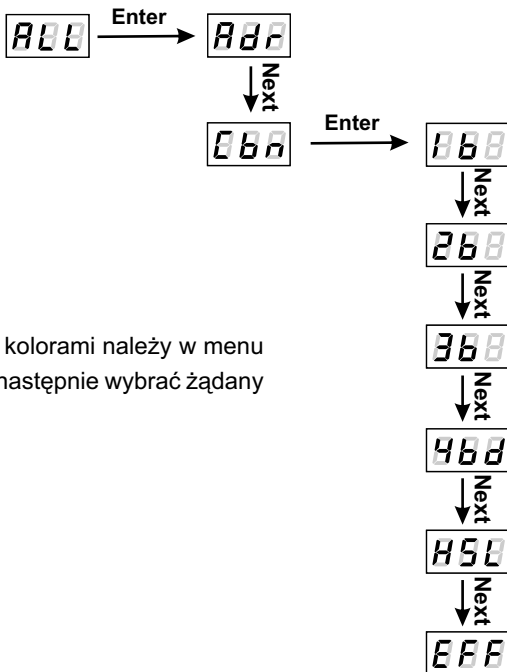 ALL Enter Adr
Next
Cbn Enter 1b
Next
2b
Next
kolorami należy w menu
3b
następnie wybrać żądany
Next
4bd
Next
HSL
Next
EFF